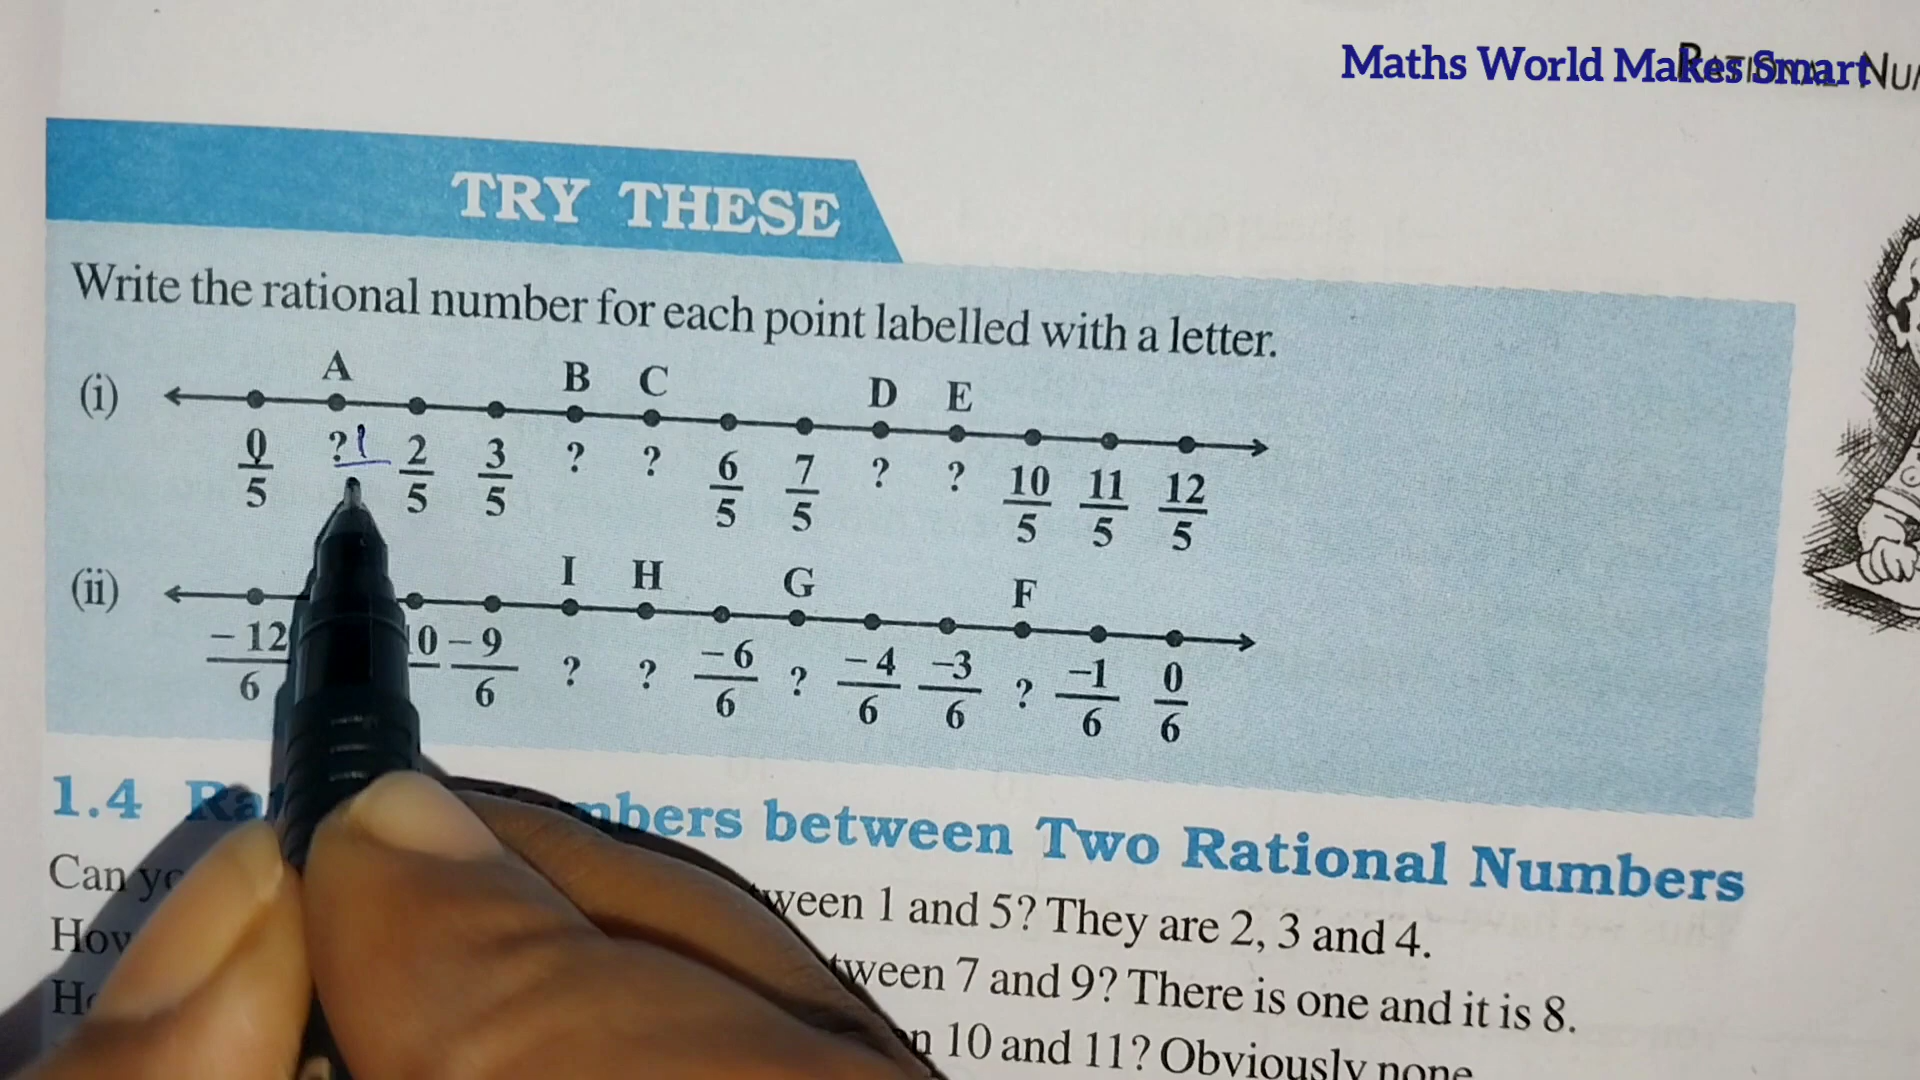 Maths World Makes Smart
TRY THESE
Write the rational number for each point labelled with a letter.
A B C D E
(i)
0/5 ? 1 2/5 3/5 ? ? 6/5 7/5 ? ? 10/5 11/5 12/5
I H G F
(ii)
-12/6 -9/6 ? ? -6/6 ? -4/6 -3/6 ? -1/6 0/6
1.4 between Two Rational Numbers
Can 1 and 5? They are 2, 3 and 4.
7 and 9? There is one and it is 8.
10 and 11? Obviously none